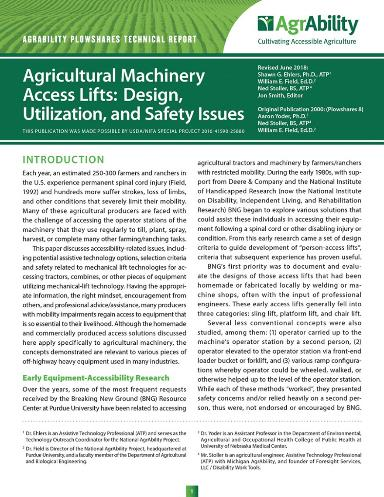 AGRABILITY PLOWSHARES TECHNICAL REPORT
AgrAbility
Cultivating Accessible Agriculture
Agricultural Machinery
Access Lifts: Design,
Utilization, and Safety Issues
THIS PUBLICATION WAS MADE POSSIBLE BY USDA/NIFA SPECIAL PROJECT 2016-41590-25880
Revised June 2018:
Shawn G. Ehlers, Ph.D., ATP¹
William E. Field, Ed.D.²
Ned Stoller, BS, ATP⁴
Jon Smith, Editor
Original Publication 2000: (Plowshares 8)
Aaron Yoder, Ph.D.³
Ned Stoller, BS, ATP⁴
William E. Field, Ed.D.²
INTRODUCTION
Each year, an estimated 250-300 farmers and ranchers in
the U.S. experience permanent spinal cord injury (Field,
1992) and hundreds more suffer strokes, loss of limbs,
and other conditions that severely limit their mobility.
Many of these agricultural producers are faced with
the challenge of accessing the operator stations of the
machinery that they use regularly to till, plant, spray,
harvest, or complete many other farming/ranching tasks.
This paper discusses accessibility-related issues, includ-
ing potential assistive technology options, selection criteria
and safety related to mechanical lift technologies for ac-
cessing tractors, combines, or other pieces of equipment
utilizing mechanical-lift technology. Having the appropri-
ate information, the right mindset, encouragement from
others, and professional advice/assistance, many producers
with mobility impairments regain access to equipment that
is so essential to their livelihood. Although the homemade
and commercially produced access solutions discussed
here apply specifically to agricultural machinery, the
concepts demonstrated are relevant to various pieces of
off-highway heavy equipment used in many industries.
Early Equipment-Accessibility Research
Over the years, some of the most frequent requests
received by the Breaking New Ground (BNG) Resource
Center at Purdue University have been related to accessing
agricultural tractors and machinery by farmers/ranchers
with restricted mobility. During the early 1980s, with sup-
port from Deere & Company and the National Institute
of Handicapped Research (now the National Institute
on Disability, Independent Living, and Rehabilitation
Research) BNG began to explore various solutions that
could assist these individuals in accessing their equip-
ment following a spinal cord or other disabling injury or
condition. From this early research came a set of design
criteria to guide development of "person-access lifts",
criteria that subsequent experience has proven useful.
BNG's first priority was to document and evalu-
ate the designs of those access lifts that had been
homemade or fabricated locally by welding or ma-
chine shops, often with the input of professional
engineers. These early access lifts generally fell into
three categories: sling lift, platform lift, and chair lift.
Several less conventional concepts were also
studied, among them: (1) operator carried up to the
machine's operator station by a second person, (2)
operator elevated to the operator station via front-end
loader bucket or forklift, and (3) various ramp configura-
tions whereby operator could be wheeled, walked, or
otherwise helped up to the level of the operator station.
While each of these methods "worked", they presented
safety concerns and/or relied heavily on a second per-
son, thus were, not endorsed or encouraged by BNG.
¹ Dr. Ehlers is an Assistive Technology Professional (ATP) and serves as the
Technology Outreach Coordinator for the National AgrAbility Project.
² Dr. Field is Director of the National AgrAbility Project, headquartered at
Purdue University, and a faculty member of the Department of Agricultural
and Biological Engineering.
³ Dr. Yoder is an Assistant Professor in the Department of Environmental,
Agricultural and Occupational Health College of Public Health at
University of Nebraska Medical Center.
⁴ Mr. Stoller is an agricultural engineer, Assistive Technology Professional
(ATP) with Michigan AgrAbility, and founder of Foresight Services,
LLC / Disability Work Tools.
1